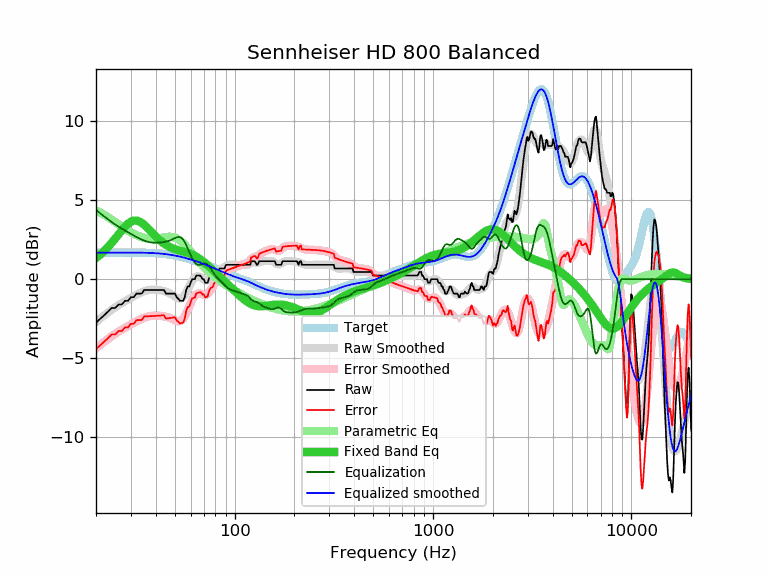 Sennheiser HD 800 Balanced
10
5
0
−5
−10
Amplitude (dBr)
Target
Raw Smoothed
Error Smoothed
Raw
Error
Parametric Eq
Fixed Band Eq
Equalization
Equalized smoothed
100
1000
10000
Frequency (Hz)